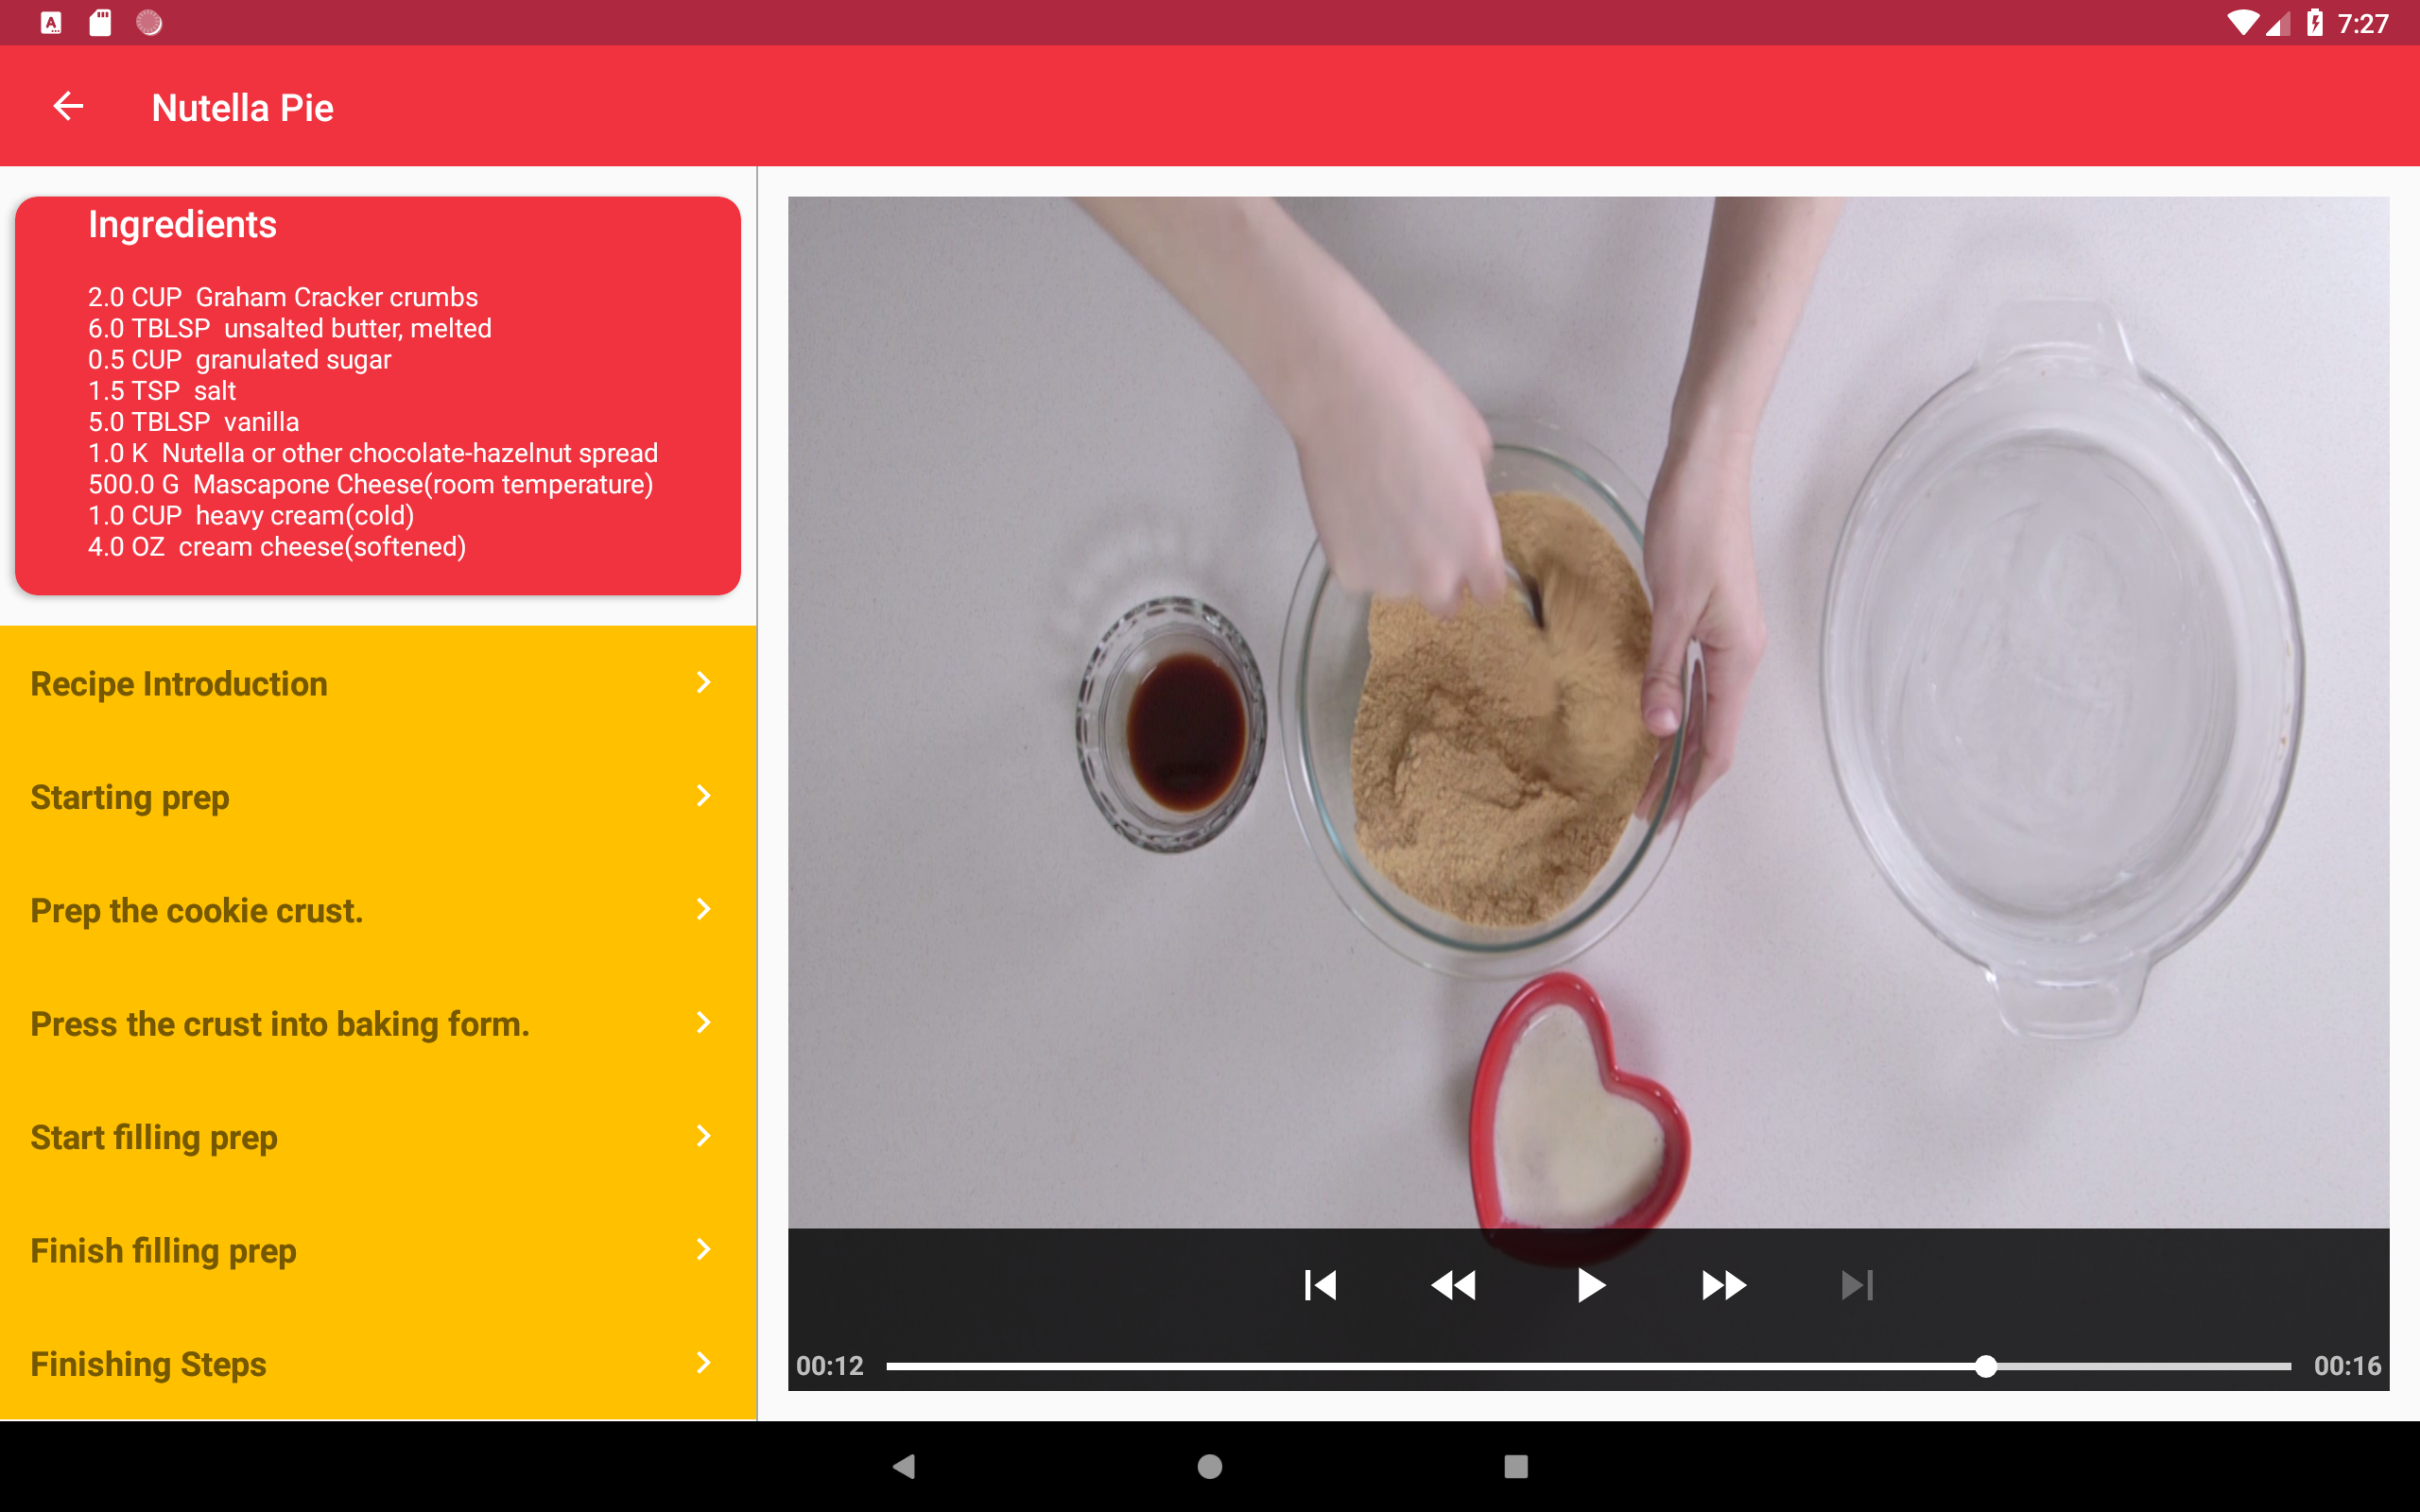 7:27
Nutella Pie
Ingredients
2.0 CUP  Graham Cracker crumbs
6.0 TBLSP  unsalted butter, melted
0.5 CUP  granulated sugar
1.5 TSP  salt
5.0 TBLSP  vanilla
1.0 K  Nutella or other chocolate-hazelnut spread
500.0 G  Mascapone Cheese(room temperature)
1.0 CUP  heavy cream(cold)
4.0 OZ  cream cheese(softened)
Recipe Introduction
Starting prep
Prep the cookie crust.
Press the crust into baking form.
Start filling prep
Finish filling prep
Finishing Steps
00:12
00:16